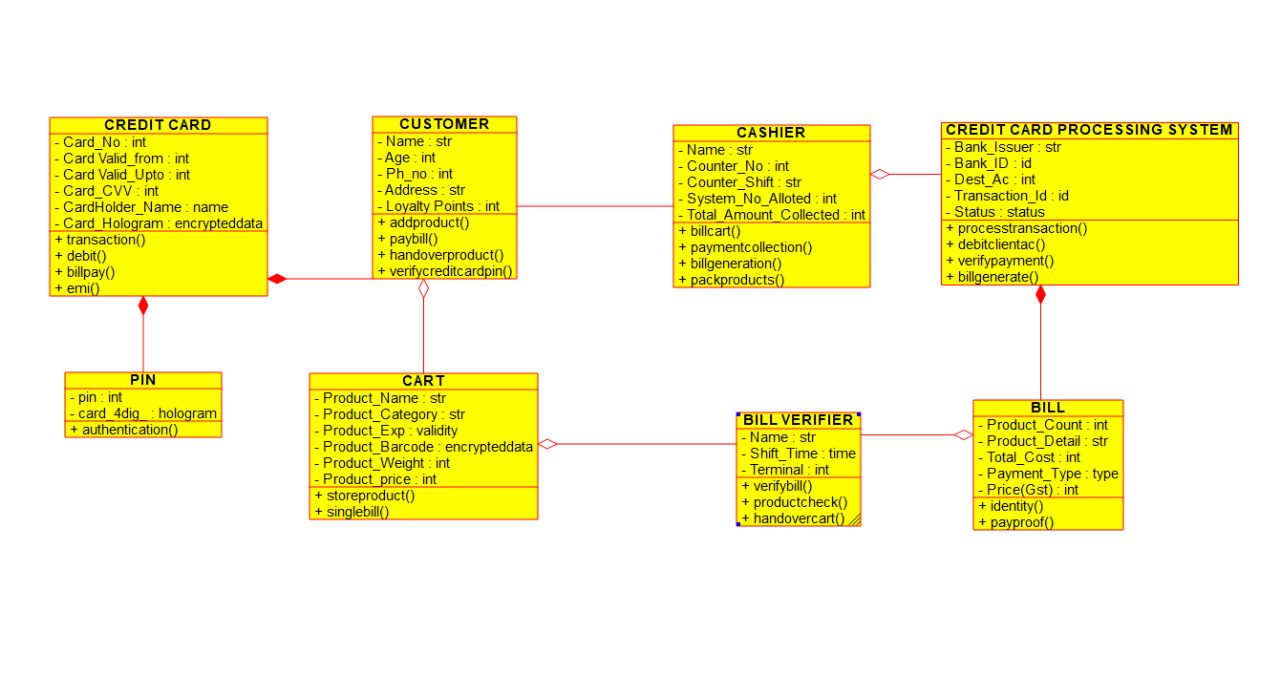 CREDIT CARD
- Card_No : int
- Card Valid_from : int
- Card Valid_Upto : int
- Card_CVV : int
- CardHolder_Name : name
- Card_Hologram : encrypteddata
+ transaction()
+ debit()
+ billpay()
+ emi()
CUSTOMER
- Name : str
- Age : int
- Ph_no : int
- Address : str
- Loyalty Points : int
+ addproduct()
+ paybill()
+ handoverproduct()
+ verifycreditcardpin()
CASHIER
- Name : str
- Counter_No : int
- Counter_Shift : str
- System_No_Alloted : int
- Total_Amount_Collected : int
+ billcart()
+ paymentcollection()
+ billgeneration()
+ packproducts()
CREDIT CARD PROCESSING SYSTEM
- Bank_Issuer : str
- Bank_ID : id
- Dest_Ac : int
- Transaction_Id : id
- Status : status
+ processtransaction()
+ debitclientac()
+ verifypayment()
+ billgenerate()
PIN
- pin : int
- card_4dig_ : hologram
+ authentication()
CART
- Product_Name : str
- Product_Category : str
- Product_Exp : validity
- Product_Barcode : encrypteddata
- Product_Weight : int
- Product_price : int
+ storeproduct()
+ singlebill()
BILL VERIFIER
- Name : str
- Shift_Time : time
- Terminal : int
+ verifybill()
+ productcheck()
+ handovercart()
BILL
- Product_Count : int
- Product_Detail : str
- Total_Cost : int
- Payment_Type : type
- Price(Gst) : int
+ identity()
+ payproof()